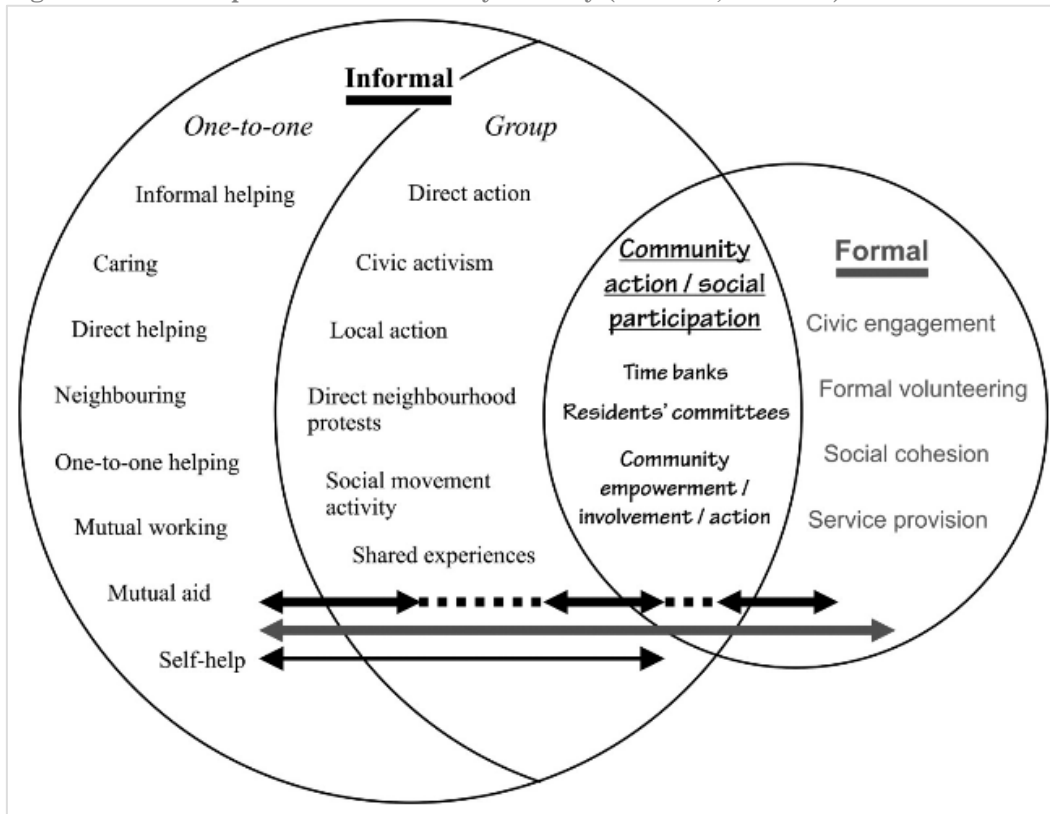 Informal
One-to-one
Group
Informal helping
Caring
Direct helping
Neighbouring
One-to-one helping
Mutual working
Mutual aid
Self-help
Direct action
Civic activism
Local action
Direct neighbourhood
protests
Social movement
activity
Shared experiences
Community
action / social
participation
Time banks
Residents' committees
Community
empowerment /
involvement / action
Formal
Civic engagement
Formal volunteering
Social cohesion
Service provision